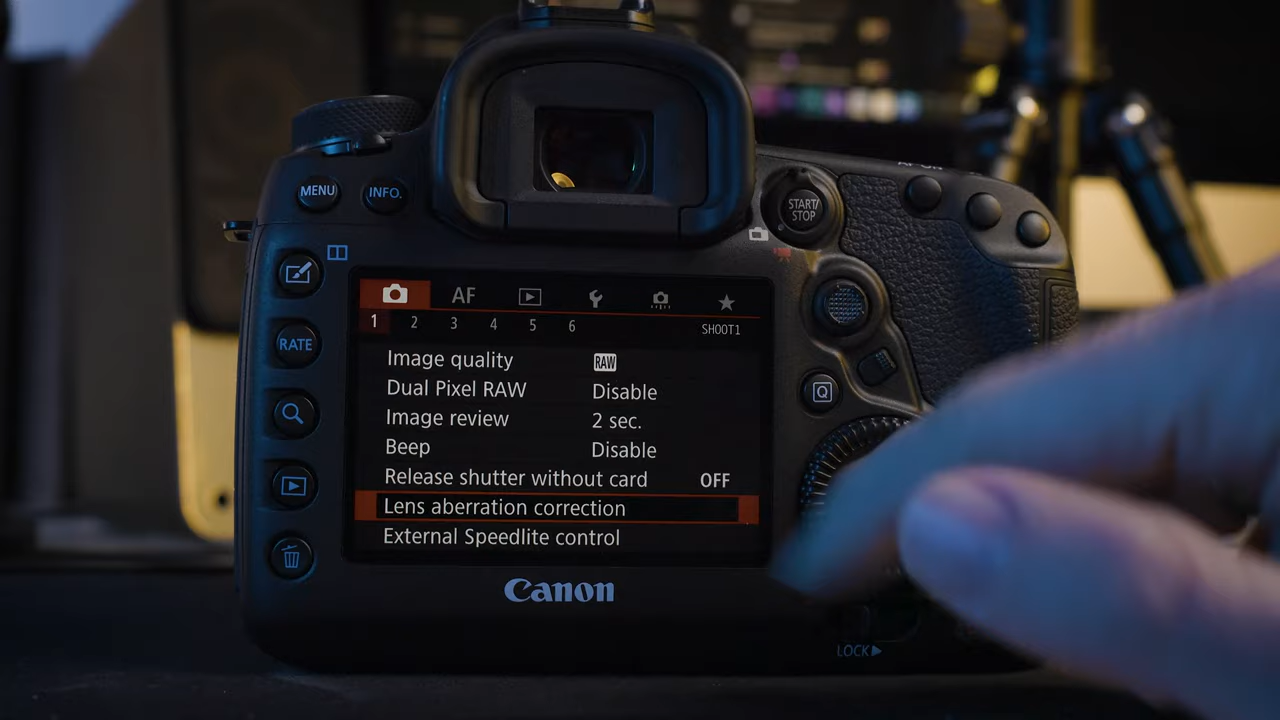 MENU
INFO.
START/
STOP
RATE
AF
1 2 3 4 5 6
SHOOT1
Image quality RAW
Dual Pixel RAW Disable
Image review 2 sec.
Beep Disable
Release shutter without card OFF
Lens aberration correction
External Speedlite control
Q
Canon
LOCK